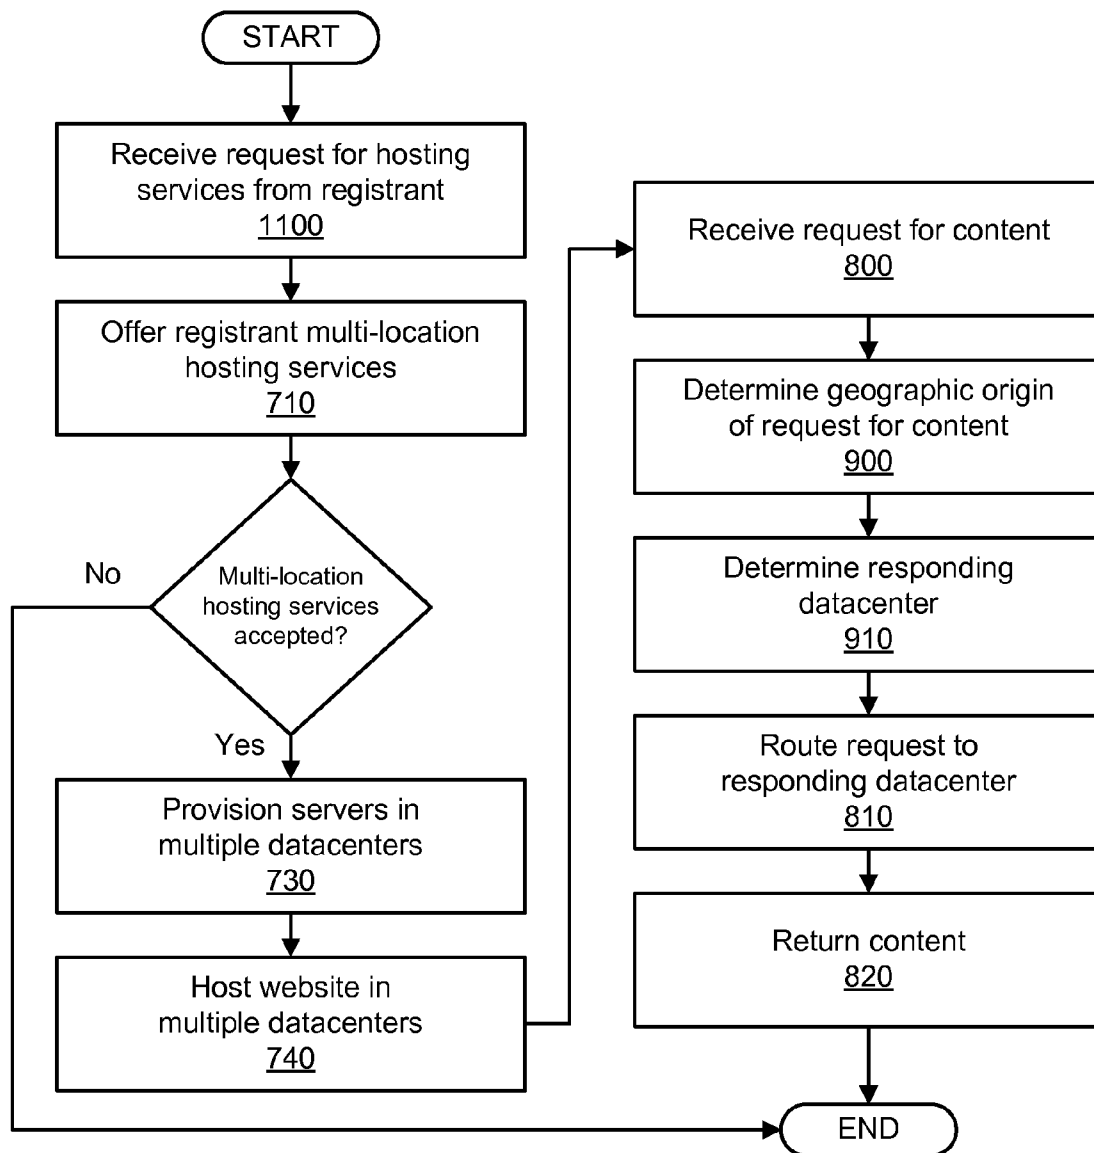 START
Receive request for hosting
services from registrant
1100
Offer registrant multi-location
hosting services
710
No
Multi-location
hosting services
accepted?
Yes
Provision servers in
multiple datacenters
730
Host website in
multiple datacenters
740
Receive request for content
800
Determine geographic origin
of request for content
900
Determine responding
datacenter
910
Route request to
responding datacenter
810
Return content
820
END